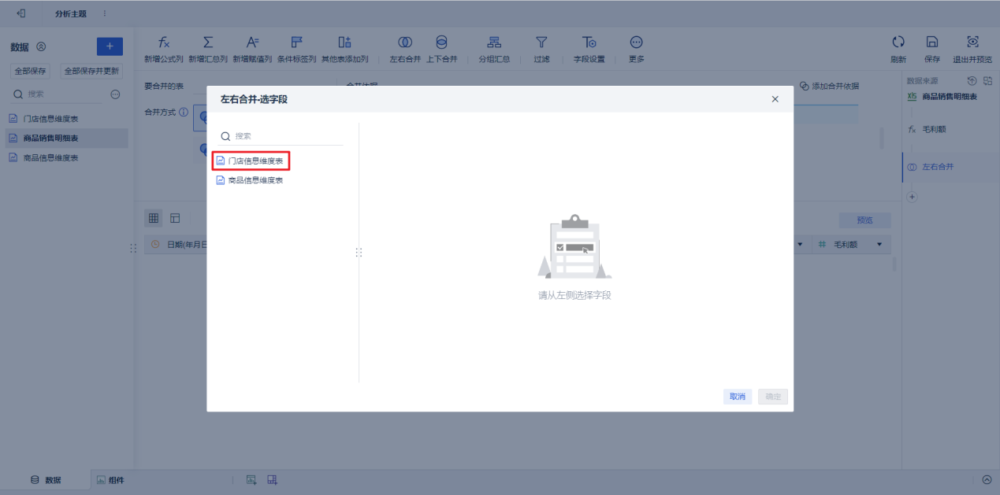 分析主题
数据
全部保存 全部保存并更新
搜索
门店信息维度表
商品销售明细表
商品信息维度表
新增公式列 新增汇总列 新增赋值列 条件标签列 其他表添加列 左右合并 上下合并 分组汇总 过滤 字段设置 更多
刷新 保存 退出并预览
要合并的表
合并依据
添加合并依据
合并方式
左右合并-选字段
搜索
门店信息维度表
商品信息维度表
请从左侧选择字段
取消 确定
预览
日期(年月日
毛利额
数据来源
XLS 商品销售明细表
fx 毛利额
左右合并
数据 组件